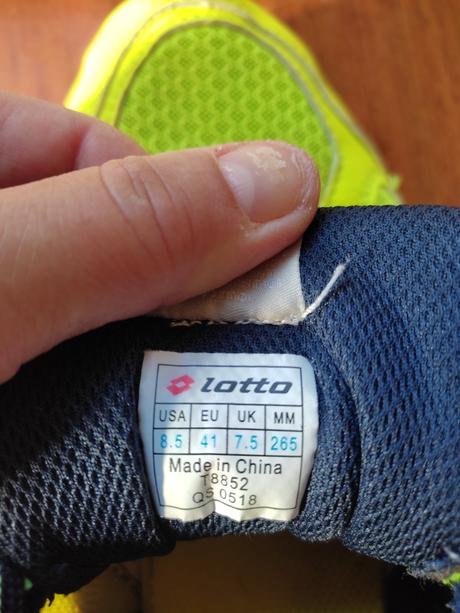 lotto
USA EU UK MM
8.5 41 7.5 265
Made in China
T8852
QS 0518